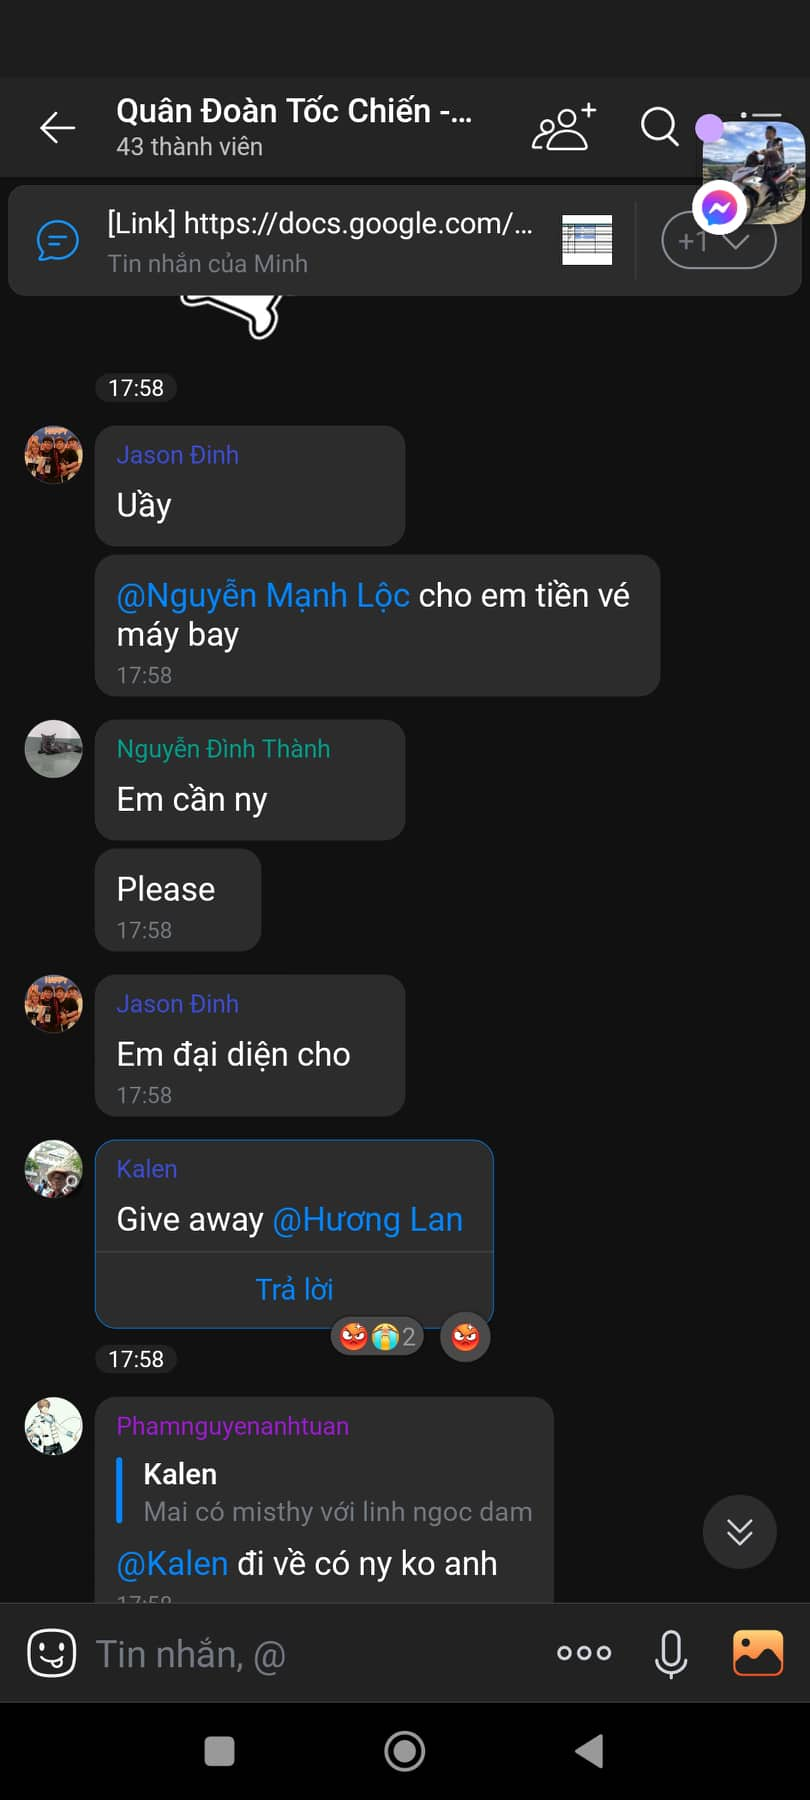 Quân Đoàn Tốc Chiến -...
43 thành viên
[Link] https://docs.google.com/...
Tin nhắn của Minh
+1
17:58
Jason Đinh
Uầy
@Nguyễn Mạnh Lộc cho em tiền vé
máy bay
17:58
Nguyễn Đình Thành
Em cần ny
Please
17:58
Jason Đinh
Em đại diện cho
17:58
Kalen
Give away @Hương Lan
Trả lời
2
17:58
Phamnguyenanhtuan
Kalen
Mai có misthy với linh ngoc dam
@Kalen đi về có ny ko anh
17:58
Tin nhắn, @